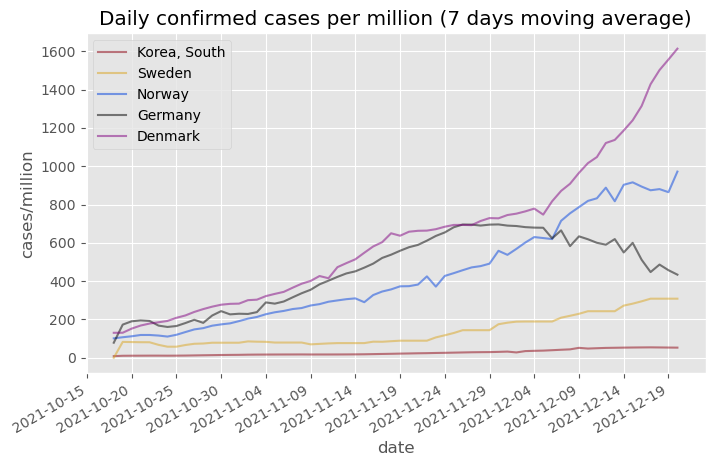 Daily confirmed cases per million (7 days moving average)
1600
1400
1200
1000
800
600
400
200
0
cases/million
Korea, South
Sweden
Norway
Germany
Denmark
2021-10-15
2021-10-20
2021-10-25
2021-10-30
2021-11-04
2021-11-09
2021-11-14
2021-11-19
2021-11-24
2021-11-29
2021-12-04
2021-12-09
2021-12-14
2021-12-19
date